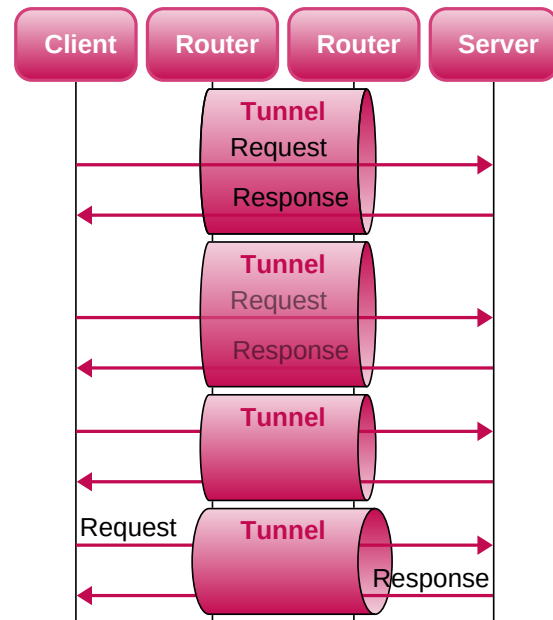 Client Router Router Server
Tunnel
Request
Response
Tunnel
Request
Response
Tunnel
Tunnel
Request
Response